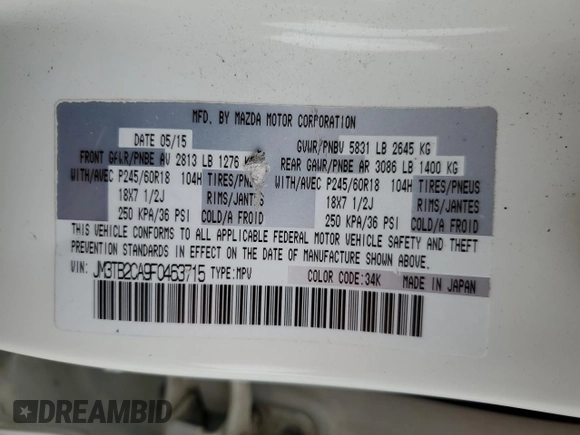 MFD. BY MAZDA MOTOR CORPORATION
DATE 05/15 GVWR/PNBV 5831 LB 2645 KG
FRONT GAWR/PNBE AV 2813 LB 1276 KG REAR GAWR/PNBE AR 3086 LB 1400 KG
WITH/AVEC P245/60R18 104H TIRES/PNEUS WITH/AVEC P245/60R18 104H TIRES/PNEUS
18X7 1/2J RIMS/JANTES 18X7 1/2J RIMS/JANTES
250 KPA/36 PSI COLD/A FROID 250 KPA/36 PSI COLD/A FROID
THIS VEHICLE CONFORMS TO ALL APPLICABLE FEDERAL MOTOR VEHICLE SAFETY AND THEFT
PREVENTION STANDARDS IN EFFECT ON THE DATE OF MANUFACTURE SHOWN ABOVE.
VIN: JM3TB2CA9F0463715 TYPE: MPV COLOR CODE: 34K MADE IN JAPAN
DREAMBID